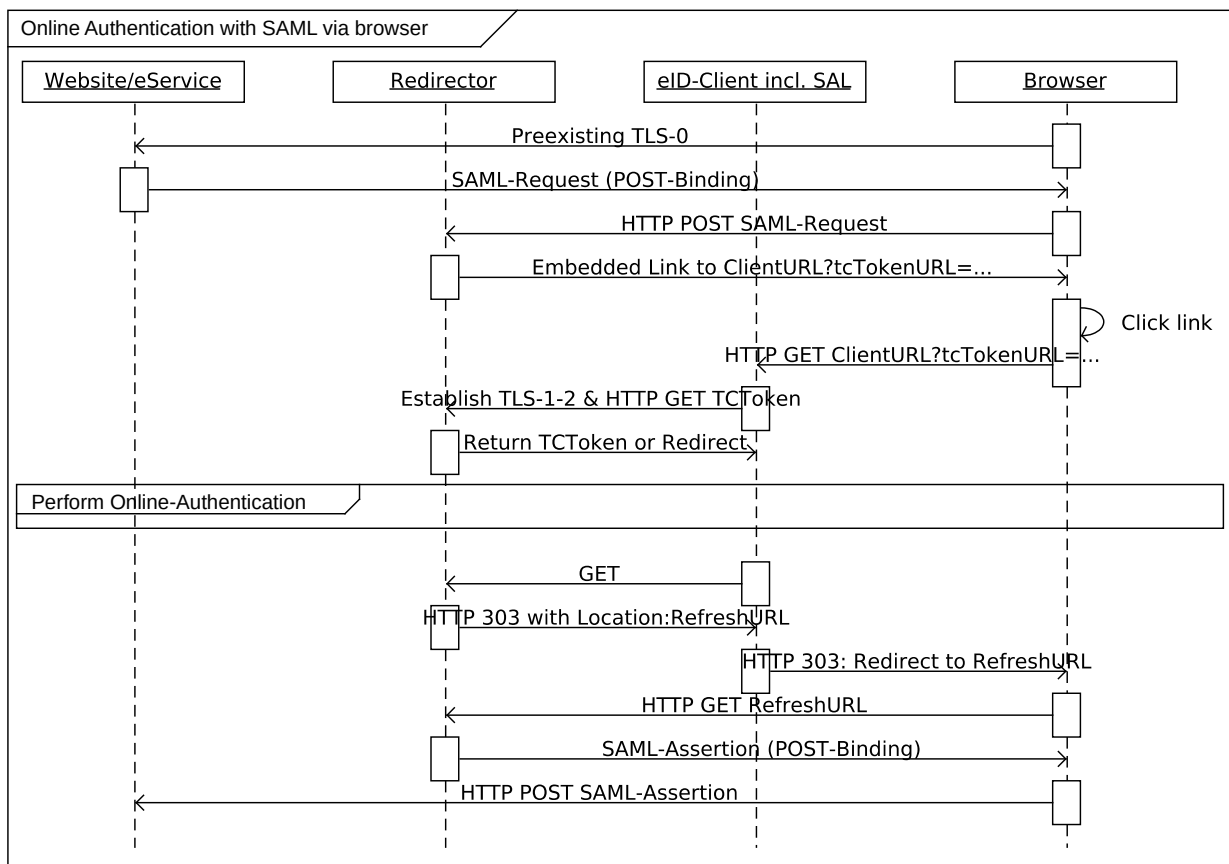 Online Authentication with SAML via browser
Website/eService
Redirector
eID-Client incl. SAL
Browser
Preexisting TLS-0
SAML-Request (POST-Binding)
HTTP POST SAML-Request
Embedded Link to ClientURL?tcTokenURL=...
Click link
HTTP GET ClientURL?tcTokenURL=...
Establish TLS-1-2 & HTTP GET TCToken
Return TCToken or Redirect
Perform Online-Authentication
GET
HTTP 303 with Location:RefreshURL
HTTP 303: Redirect to RefreshURL
HTTP GET RefreshURL
SAML-Assertion (POST-Binding)
HTTP POST SAML-Assertion